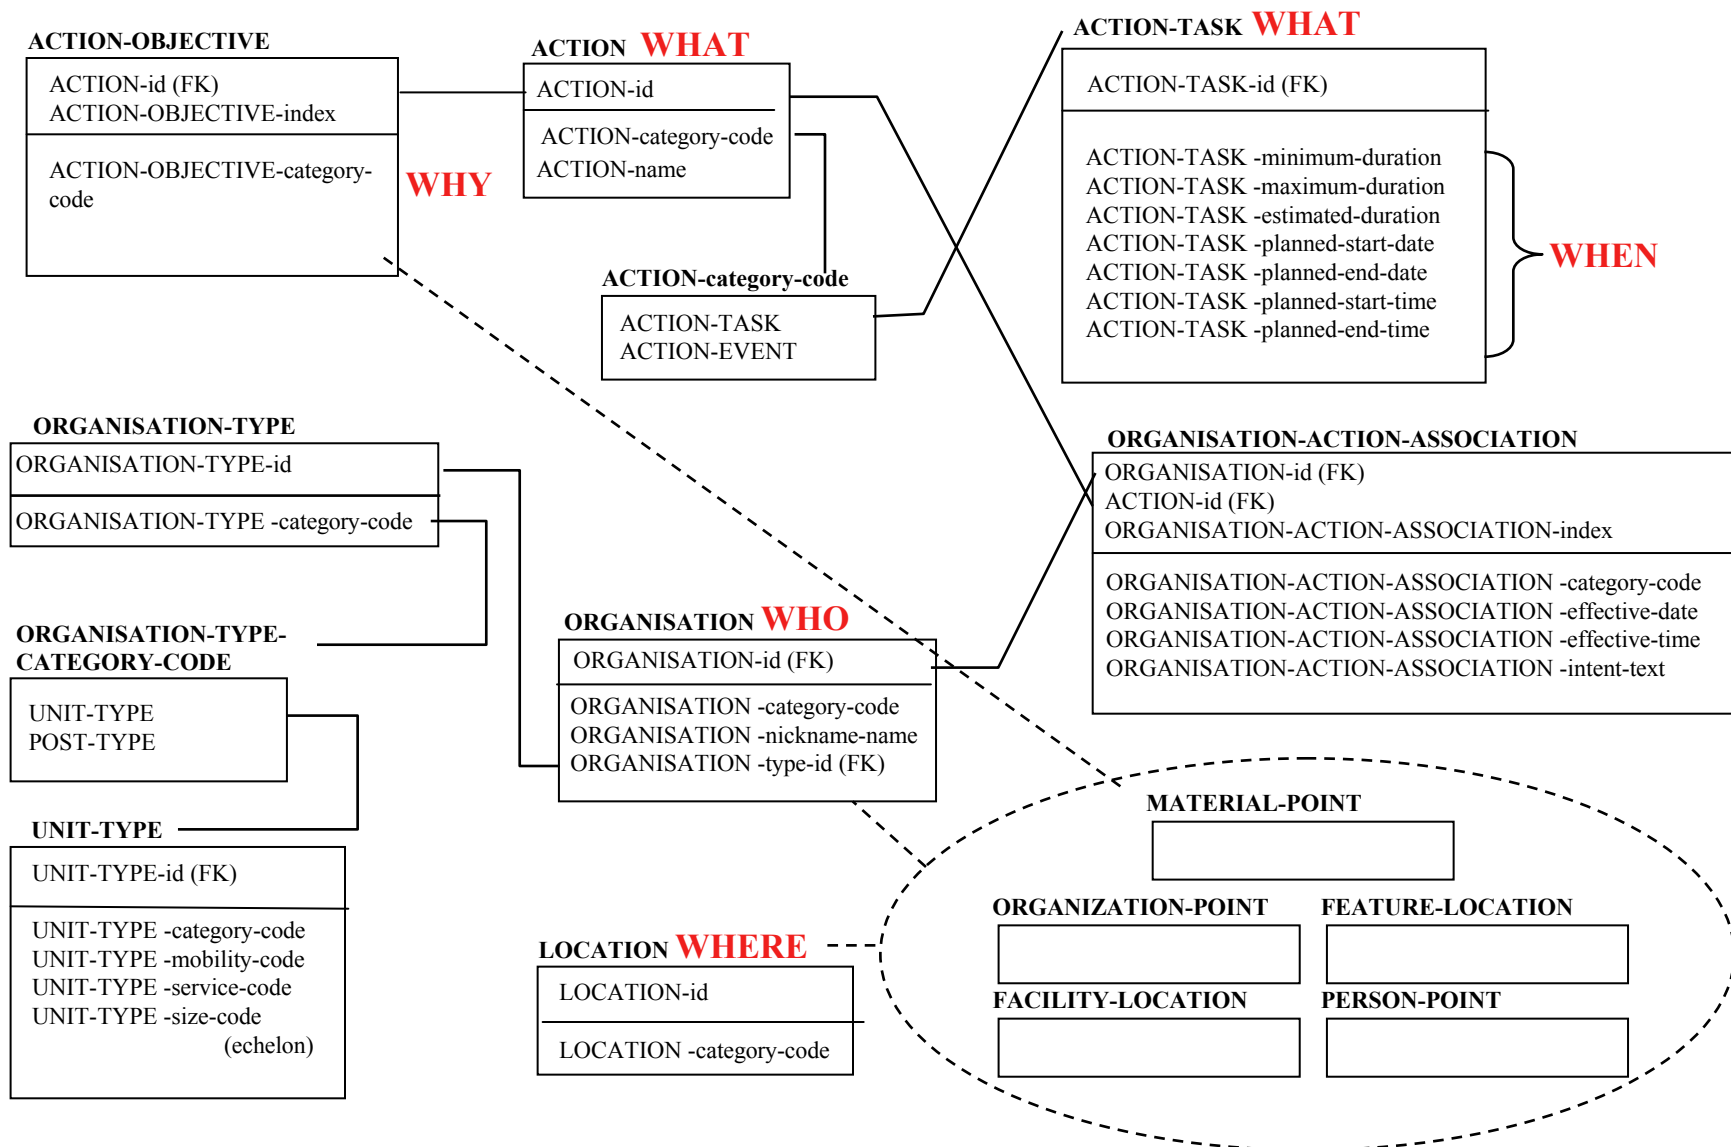 ACTION-OBJECTIVE
ACTION-id (FK)
ACTION-OBJECTIVE-index
ACTION-OBJECTIVE-category-
code
WHY
ACTION WHAT
ACTION-id
ACTION-category-code
ACTION-name
ACTION-category-code
ACTION-TASK
ACTION-EVENT
ACTION-TASK WHAT
ACTION-TASK-id (FK)
ACTION-TASK -minimum-duration
ACTION-TASK -maximum-duration
ACTION-TASK -estimated-duration
ACTION-TASK -planned-start-date
ACTION-TASK -planned-end-date
ACTION-TASK -planned-start-time
ACTION-TASK -planned-end-time
WHEN
ORGANISATION-TYPE
ORGANISATION-TYPE-id
ORGANISATION-TYPE -category-code
ORGANISATION-TYPE-
CATEGORY-CODE
UNIT-TYPE
POST-TYPE
UNIT-TYPE
UNIT-TYPE-id (FK)
UNIT-TYPE -category-code
UNIT-TYPE -mobility-code
UNIT-TYPE -service-code
UNIT-TYPE -size-code
(echelon)
ORGANISATION WHO
ORGANISATION-id (FK)
ORGANISATION -category-code
ORGANISATION -nickname-name
ORGANISATION -type-id (FK)
ORGANISATION-ACTION-ASSOCIATION
ORGANISATION-id (FK)
ACTION-id (FK)
ORGANISATION-ACTION-ASSOCIATION-index
ORGANISATION-ACTION-ASSOCIATION -category-code
ORGANISATION-ACTION-ASSOCIATION -effective-date
ORGANISATION-ACTION-ASSOCIATION -effective-time
ORGANISATION-ACTION-ASSOCIATION -intent-text
LOCATION WHERE
LOCATION-id
LOCATION -category-code
MATERIAL-POINT
ORGANIZATION-POINT
FEATURE-LOCATION
FACILITY-LOCATION
PERSON-POINT